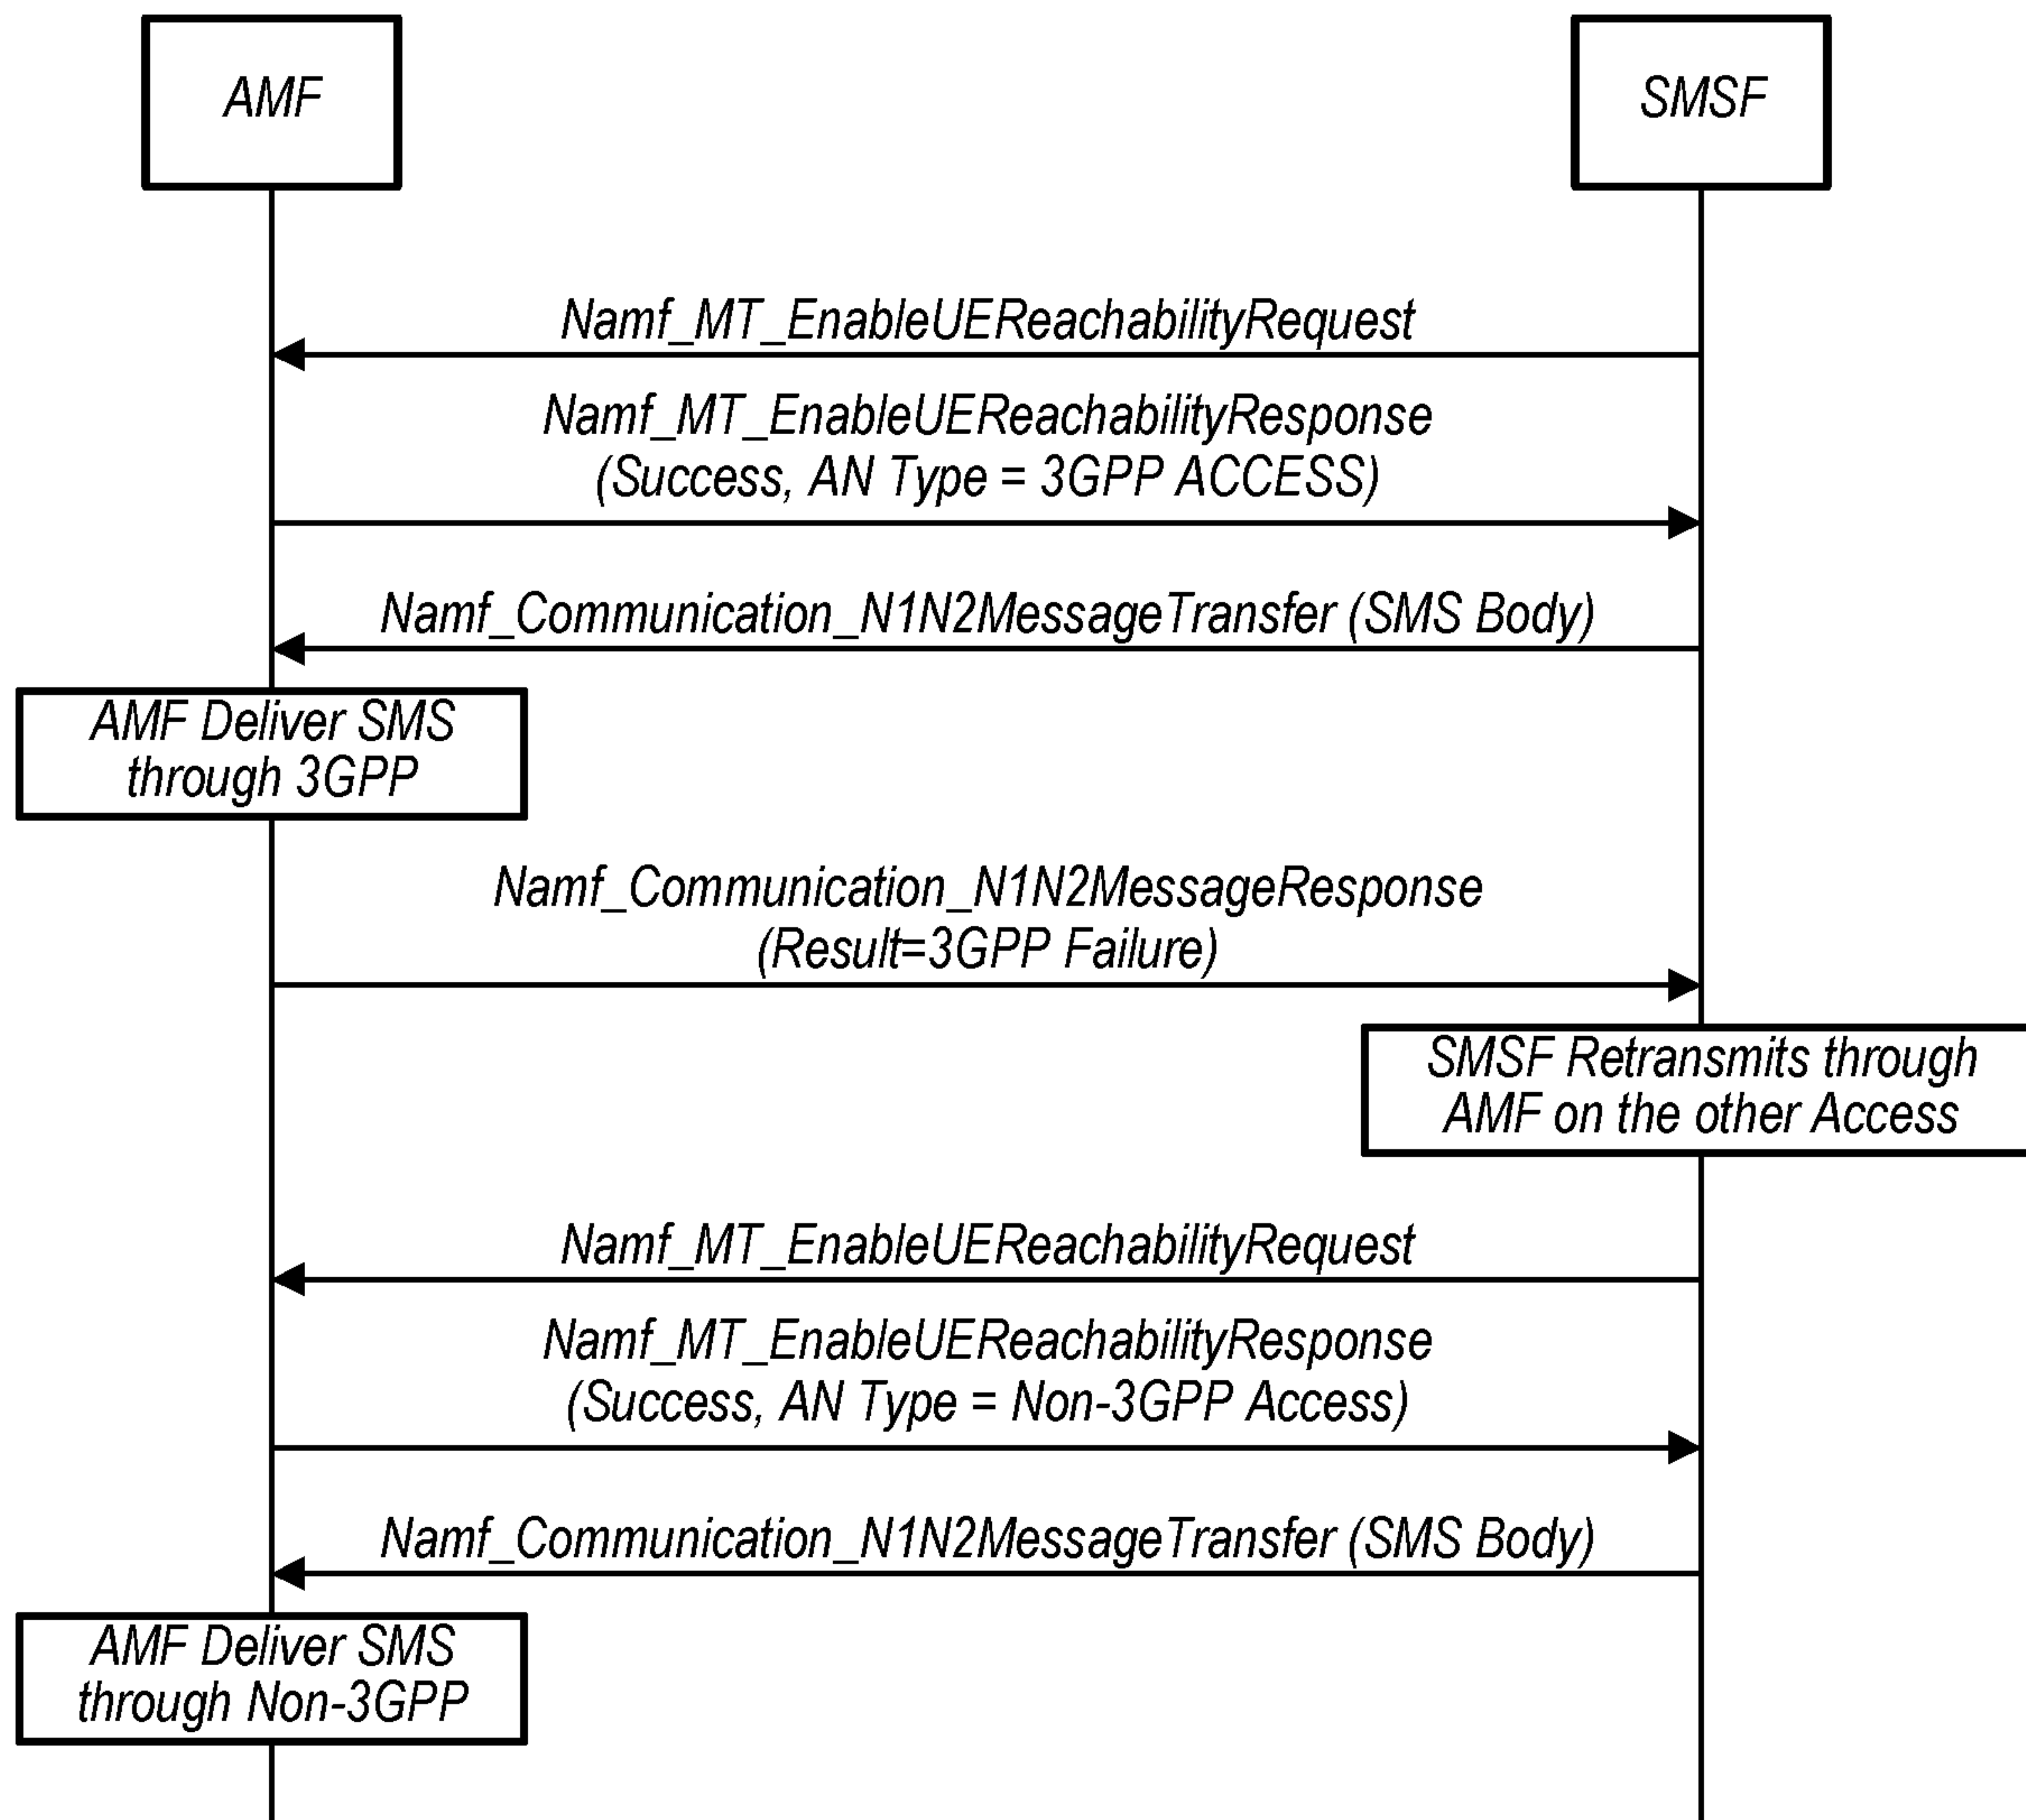 AMF
SMSF
Namf_MT_EnableUEReachabilityRequest
Namf_MT_EnableUEReachabilityResponse
(Success, AN Type = 3GPP ACCESS)
Namf_Communication_N1N2MessageTransfer (SMS Body)
AMF Deliver SMS
through 3GPP
Namf_Communication_N1N2MessageResponse
(Result=3GPP Failure)
SMSF Retransmits through
AMF on the other Access
Namf_MT_EnableUEReachabilityRequest
Namf_MT_EnableUEReachabilityResponse
(Success, AN Type = Non-3GPP Access)
Namf_Communication_N1N2MessageTransfer (SMS Body)
AMF Deliver SMS
through Non-3GPP